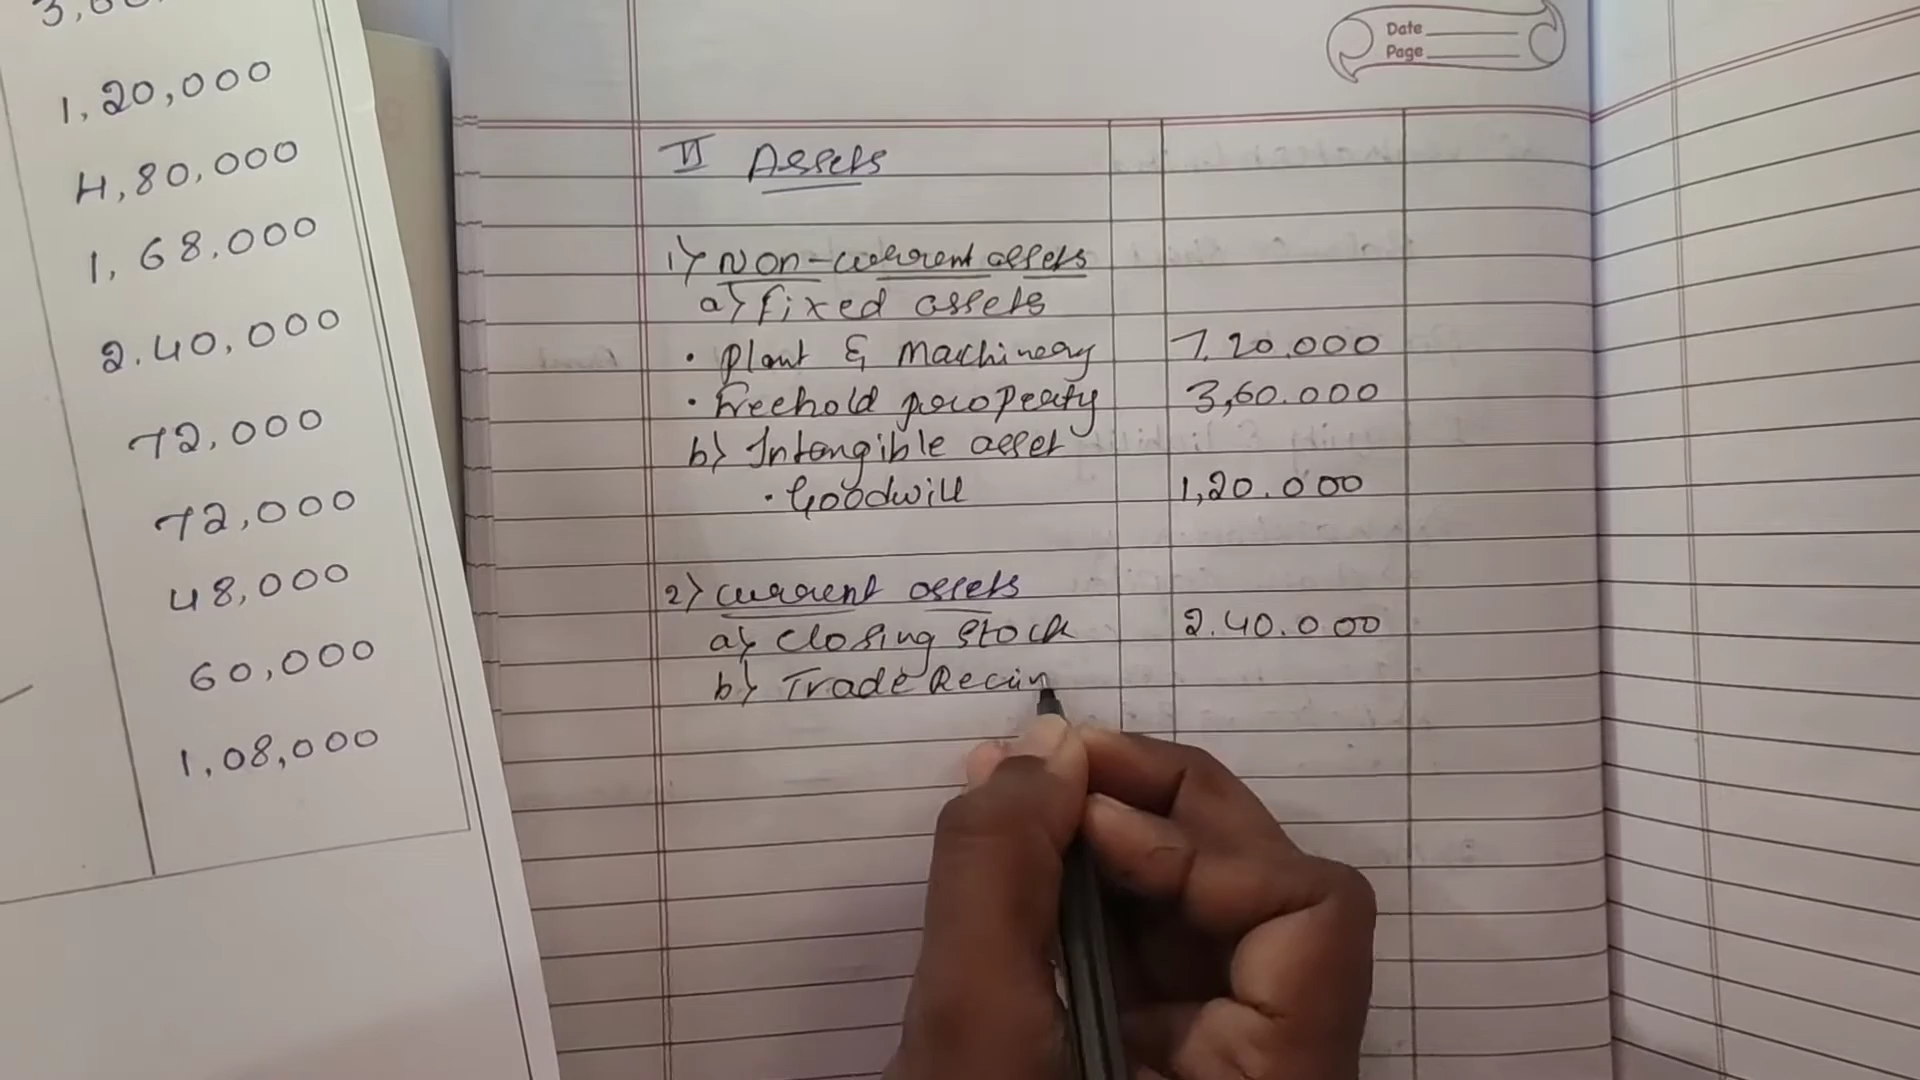 1,20,000
4,80,000
1,68,000
2.40,000
72,000
72,000
48,000
60,000
1,08,000
Date
Page
II Assets
1) Non-current assets
a) fixed assets
• Plant & Machinery 7.20.000
• Freehold property 3,60.000
b) Intangible asset
• Goodwill 1,20.000
2) current assets
a) Closing stock 2.40.000
b) Trade Recin